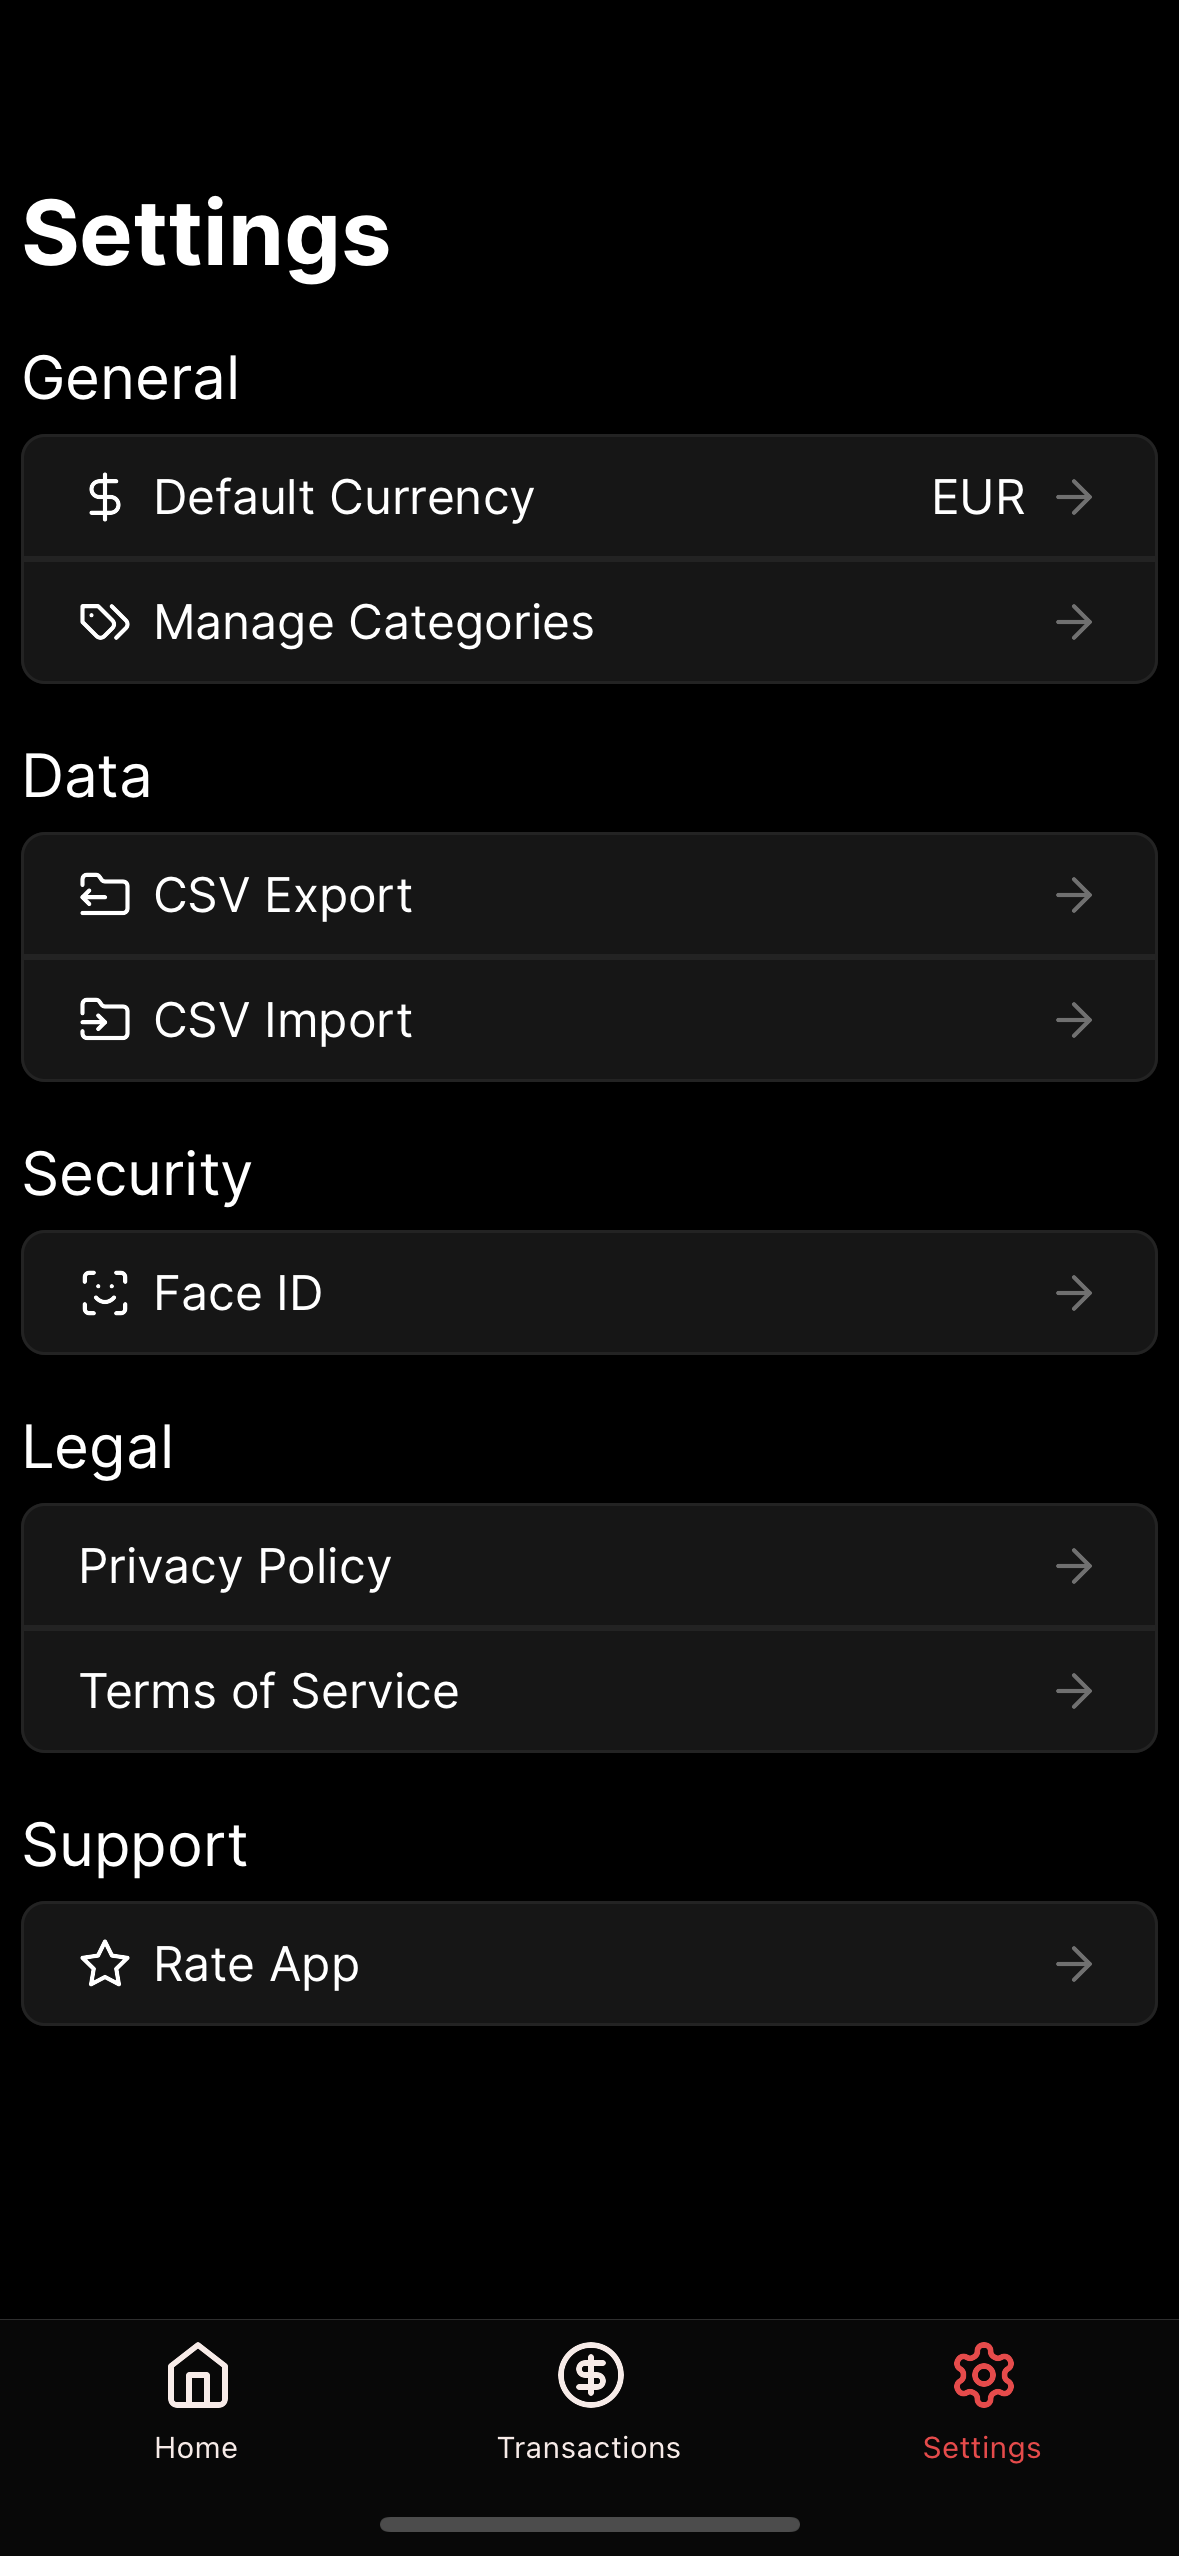 Settings
General
Default Currency EUR
Manage Categories
Data
CSV Export
CSV Import
Security
Face ID
Legal
Privacy Policy
Terms of Service
Support
Rate App
Home Transactions Settings